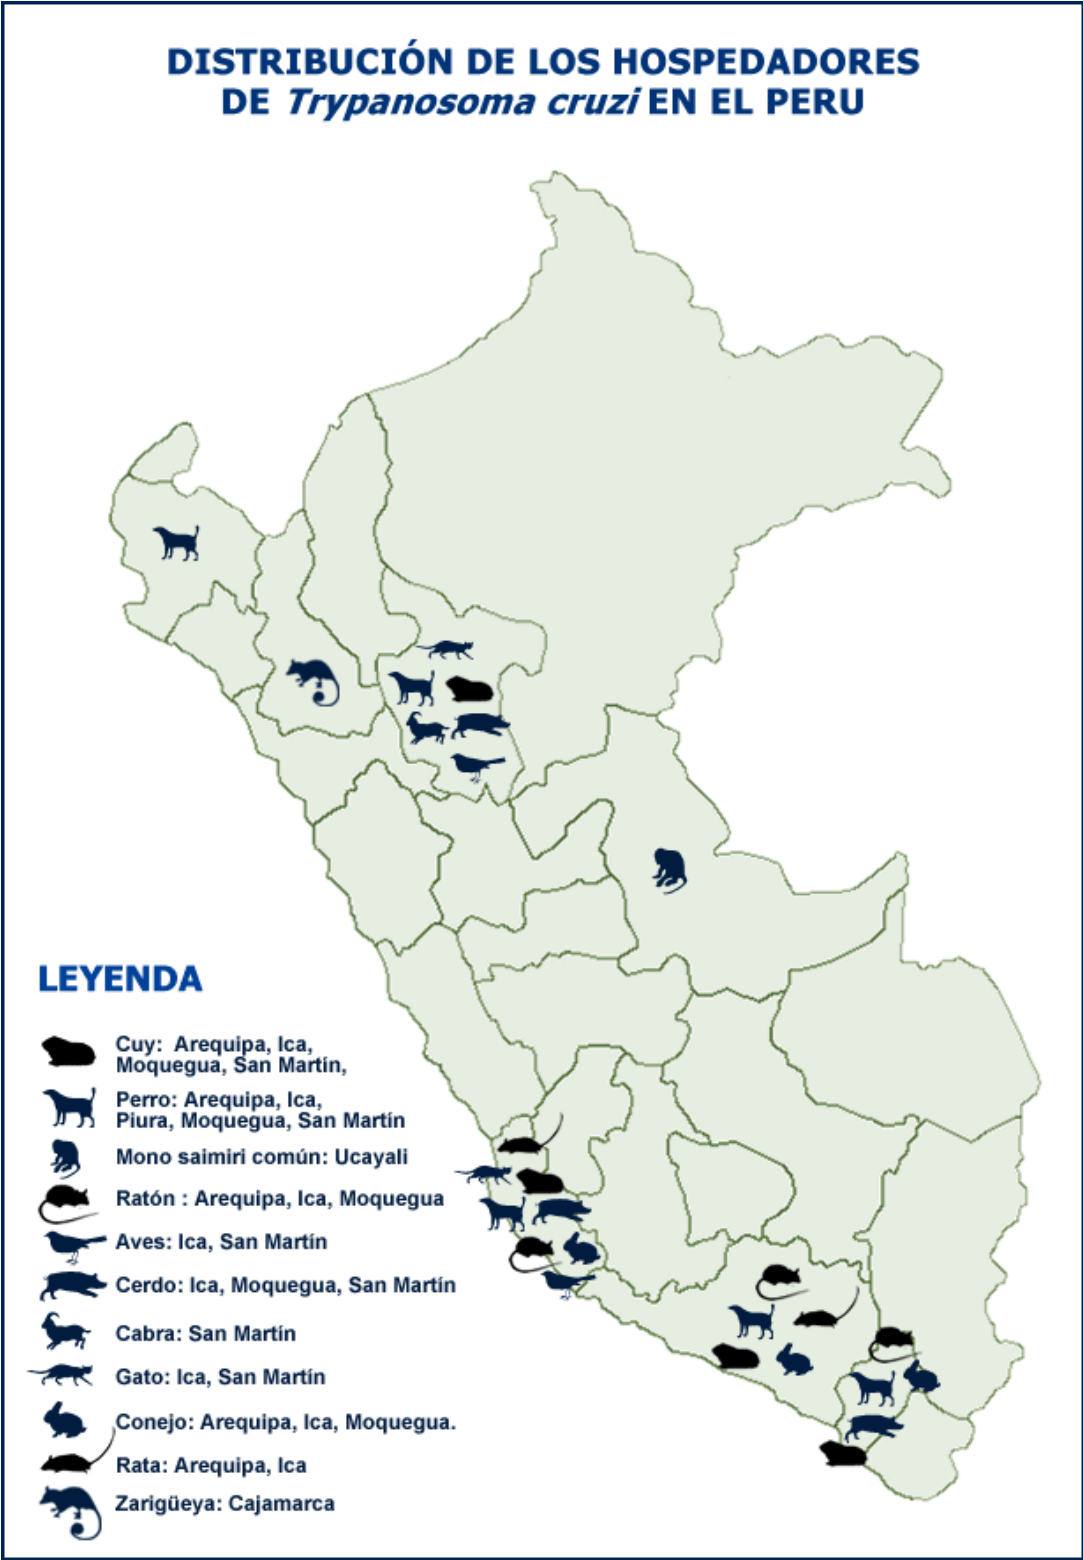 DISTRIBUCIÓN DE LOS HOSPEDADORES
DE Trypanosoma cruzi EN EL PERU
LEYENDA
Cuy: Arequipa, Ica,
Moquegua, San Martín,
Perro: Arequipa, Ica,
Piura, Moquegua, San Martín
Mono saimiri común: Ucayali
Ratón : Arequipa, Ica, Moquegua
Aves: Ica, San Martín
Cerdo: Ica, Moquegua, San Martín
Cabra: San Martín
Gato: Ica, San Martín
Conejo: Arequipa, Ica, Moquegua.
Rata: Arequipa, Ica
Zarigüeya: Cajamarca